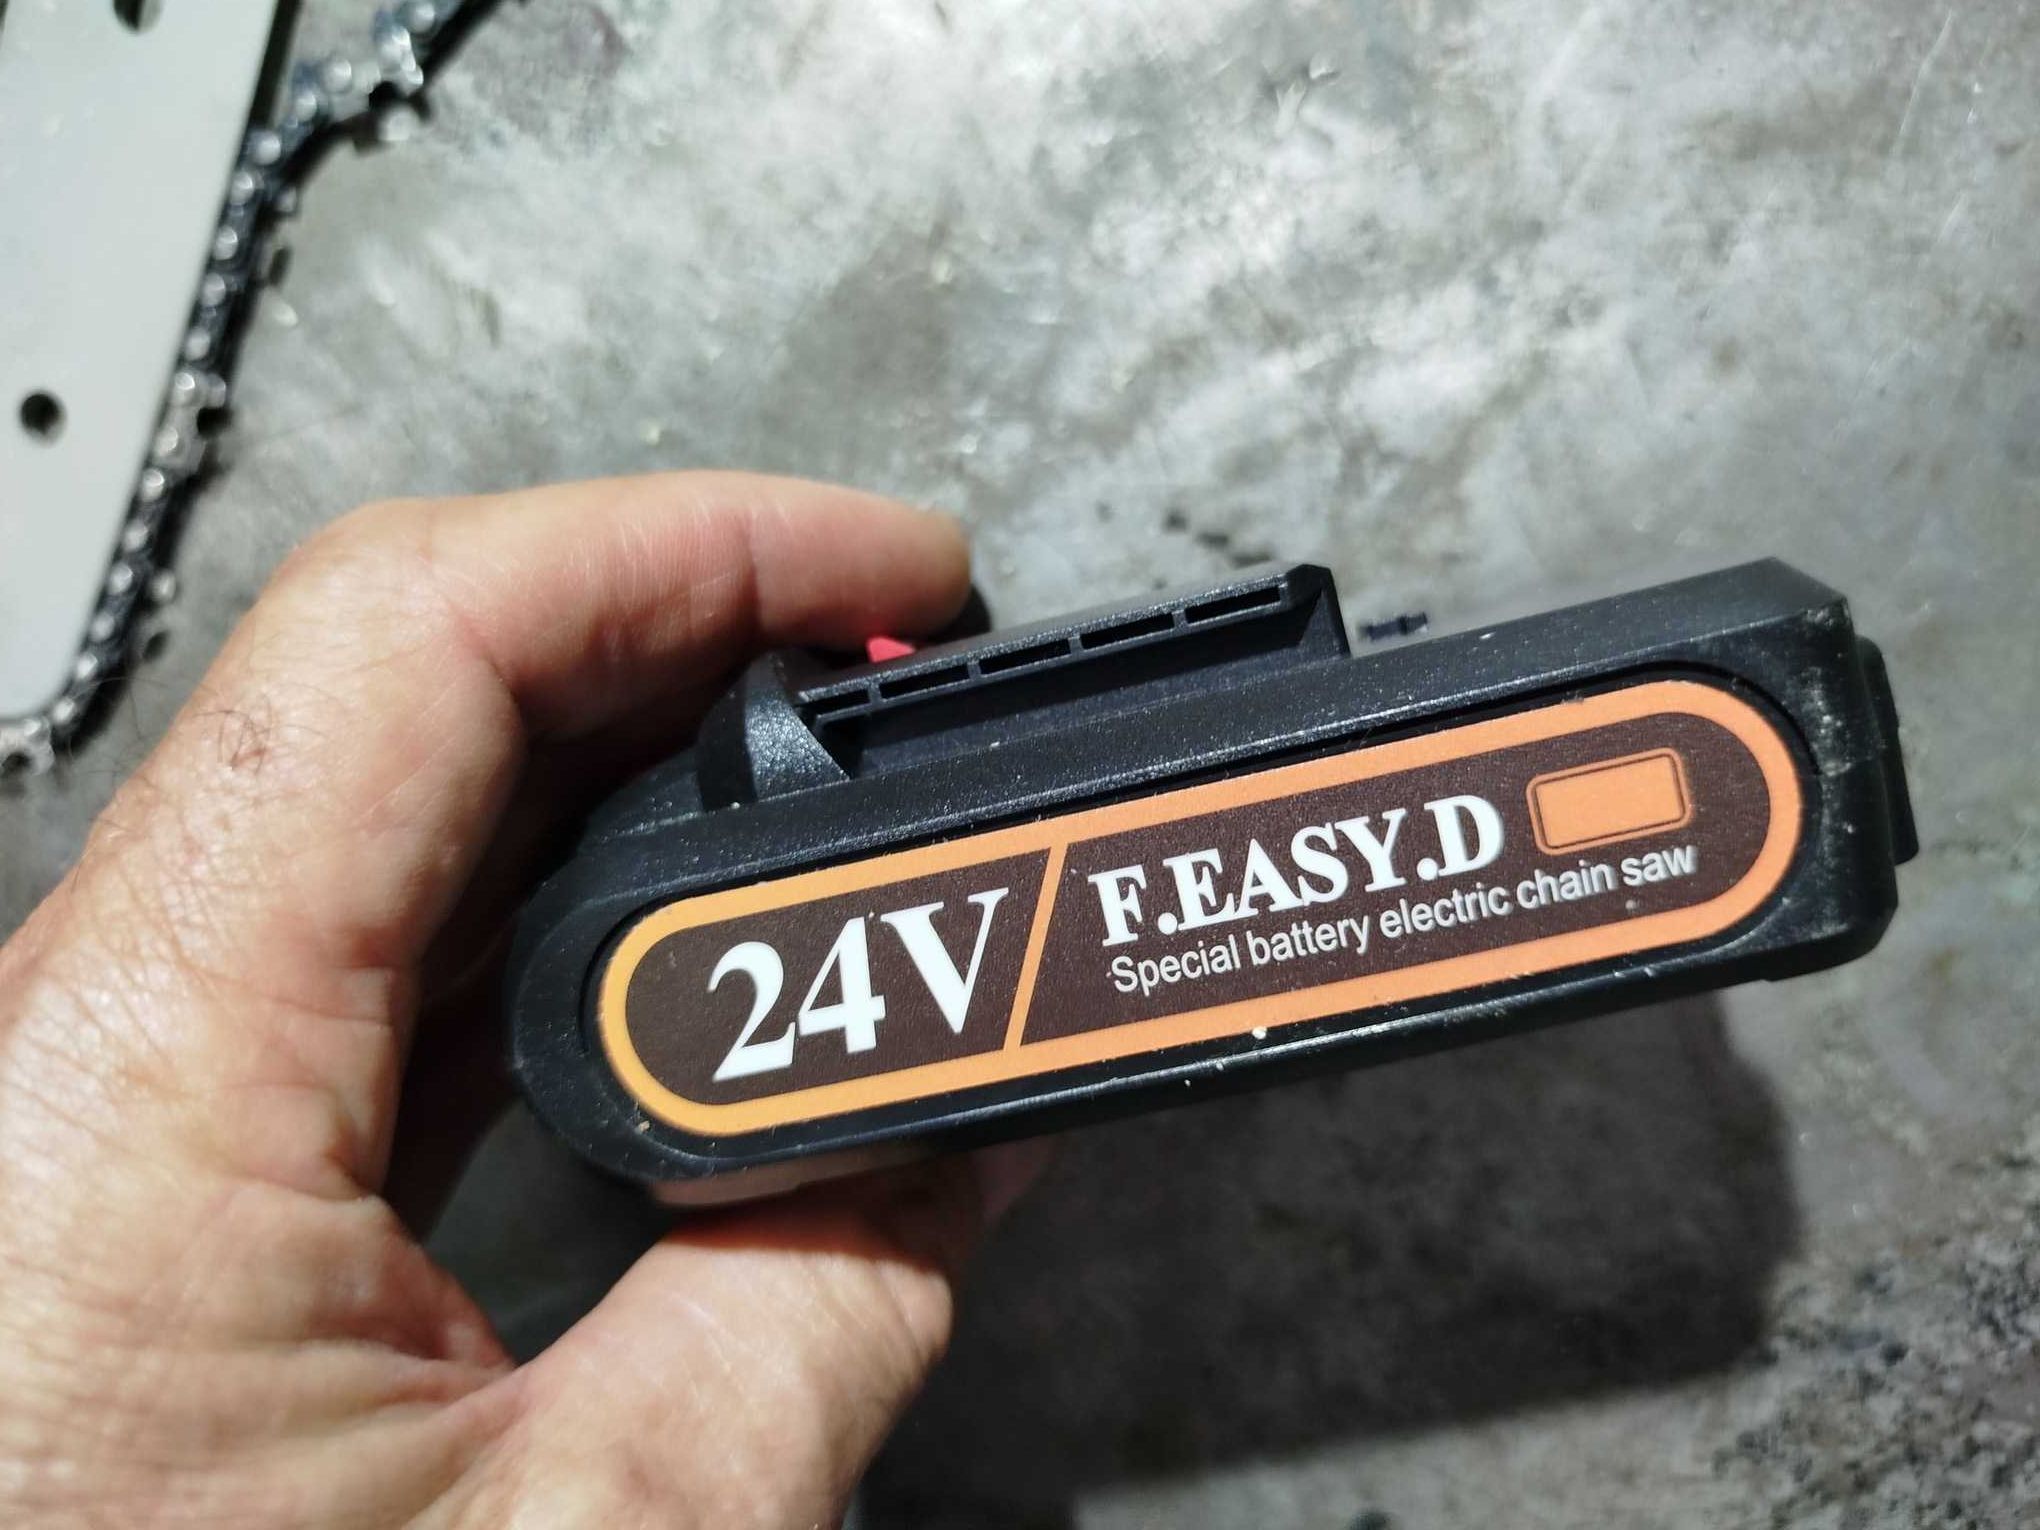 24V
F.EASY.D
Special battery electric chain saw